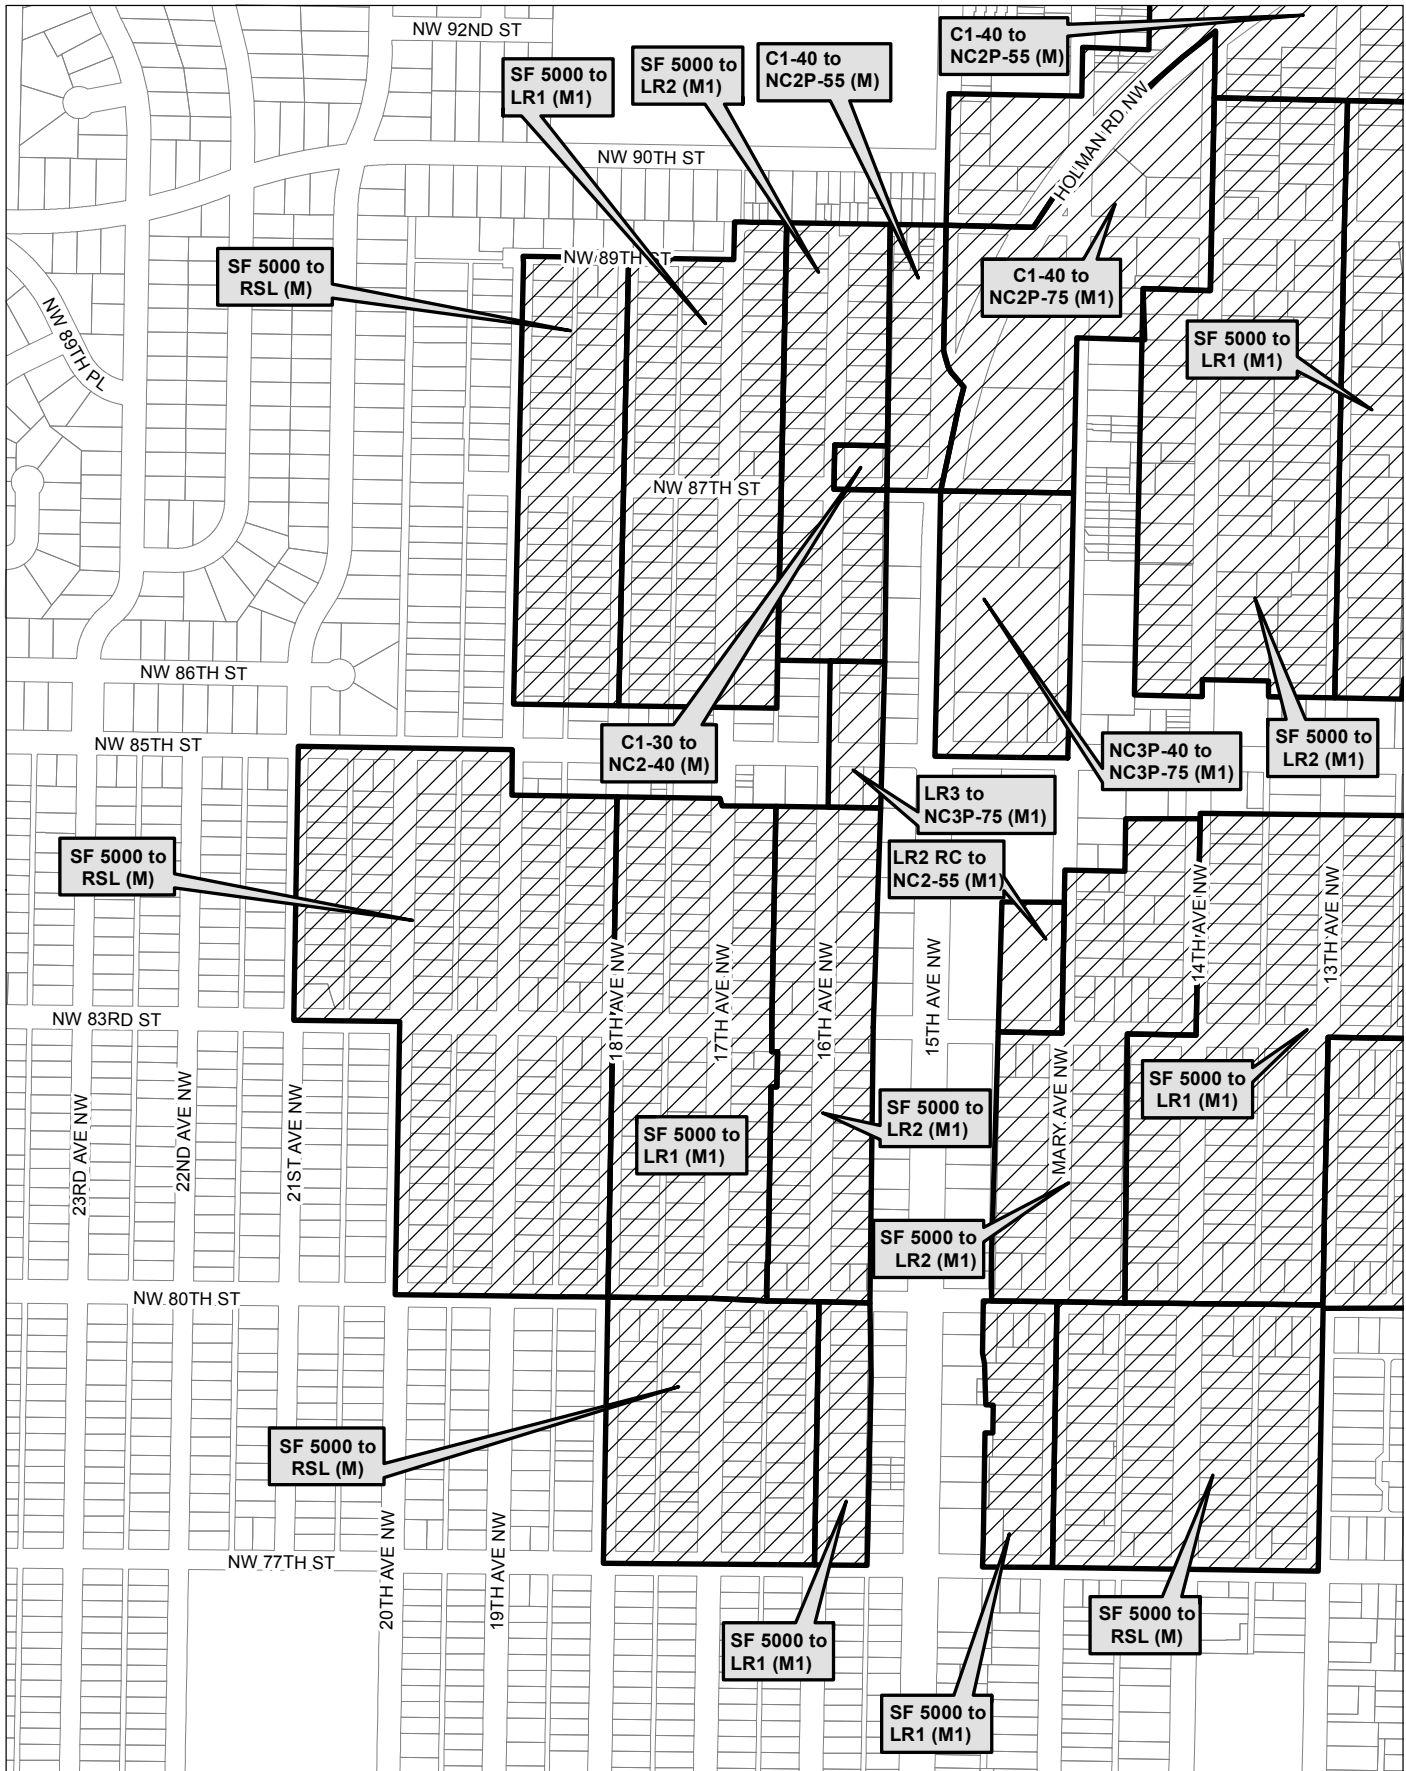 NW 92ND ST
C1-40 to
NC2P-55 (M)
SF 5000 to
LR1 (M1)
SF 5000 to
LR2 (M1)
C1-40 to
NC2P-55 (M)
HOLMAN RD NW
NW 90TH ST
NW 89TH ST
SF 5000 to
RSL (M)
C1-40 to
NC2P-75 (M1)
NW 89TH PL
SF 5000 to
LR1 (M1)
NW 87TH ST
NW 86TH ST
NW 85TH ST
C1-30 to
NC2-40 (M)
NC3P-40 to
NC3P-75 (M1)
SF 5000 to
LR2 (M1)
LR3 to
NC3P-75 (M1)
SF 5000 to
RSL (M)
LR2 RC to
NC2-55 (M1)
18TH AVE NW
17TH AVE NW
16TH AVE NW
15TH AVE NW
14TH AVE NW
13TH AVE NW
NW 83RD ST
23RD AVE NW
22ND AVE NW
21ST AVE NW
MARY AVE NW
SF 5000 to
LR1 (M1)
SF 5000 to
LR2 (M1)
SF 5000 to
LR1 (M1)
SF 5000 to
LR2 (M1)
NW 80TH ST
SF 5000 to
RSL (M)
20TH AVE NW
19TH AVE NW
NW 77TH ST
SF 5000 to
LR1 (M1)
SF 5000 to
RSL (M)
SF 5000 to
LR1 (M1)